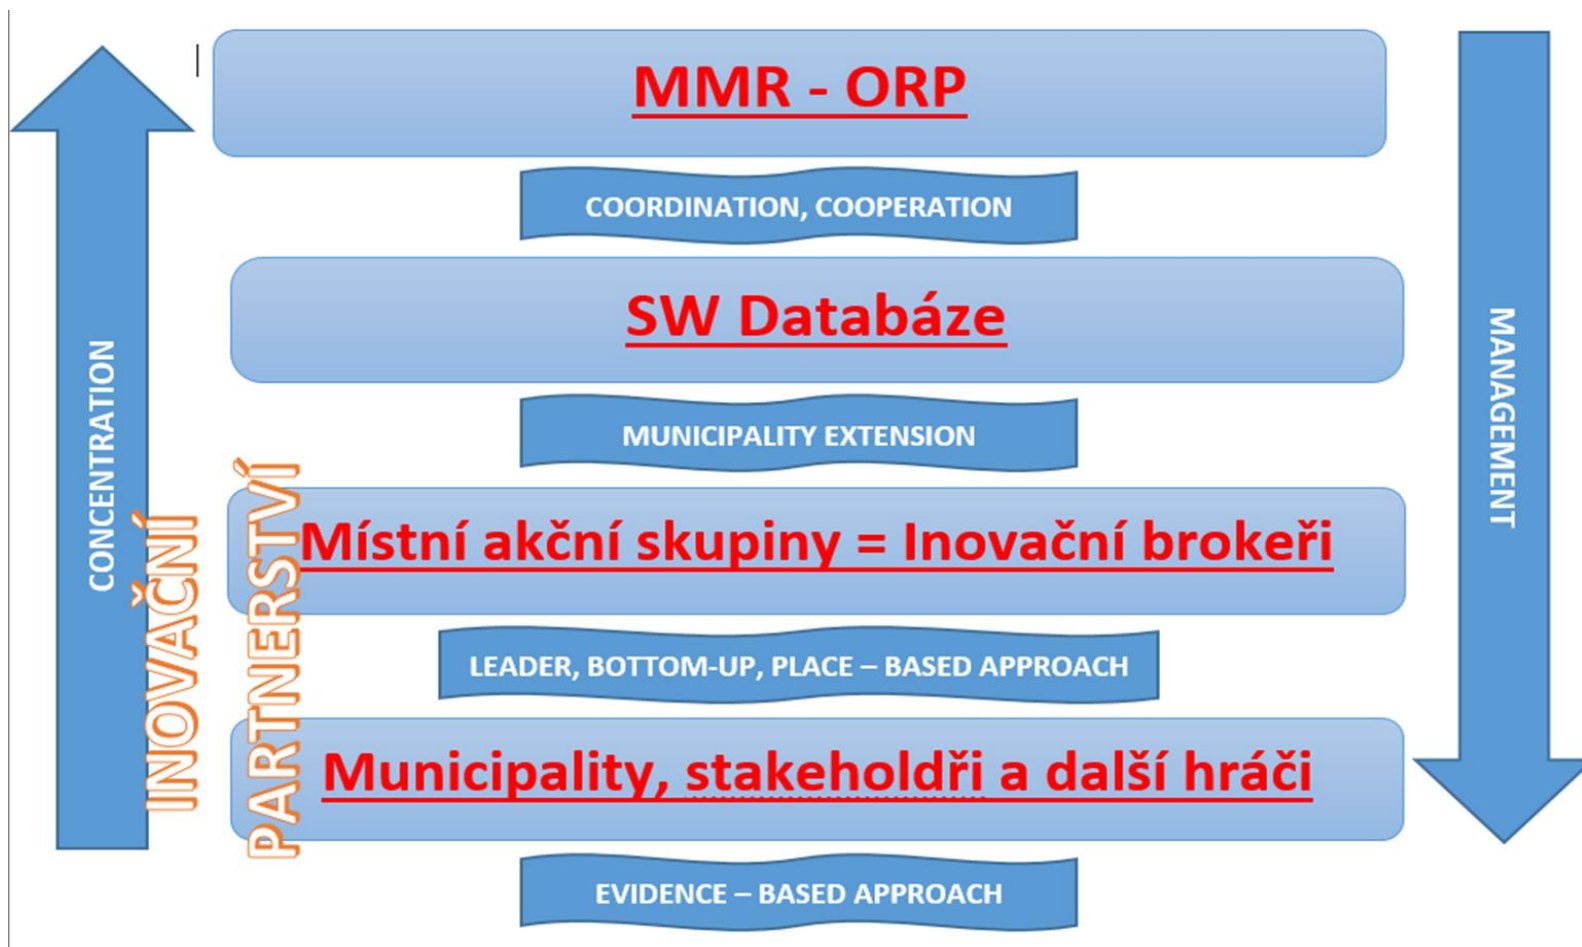 MMR - ORP
COORDINATION, COOPERATION
SW Databáze
MUNICIPALITY EXTENSION
Místní akční skupiny = Inovační brokeři
LEADER, BOTTOM-UP, PLACE – BASED APPROACH
Municipality, stakeholdři a další hráči
EVIDENCE – BASED APPROACH
CONCENTRATION
INOVAČNÍ
PARTNERSTVÍ
MANAGEMENT